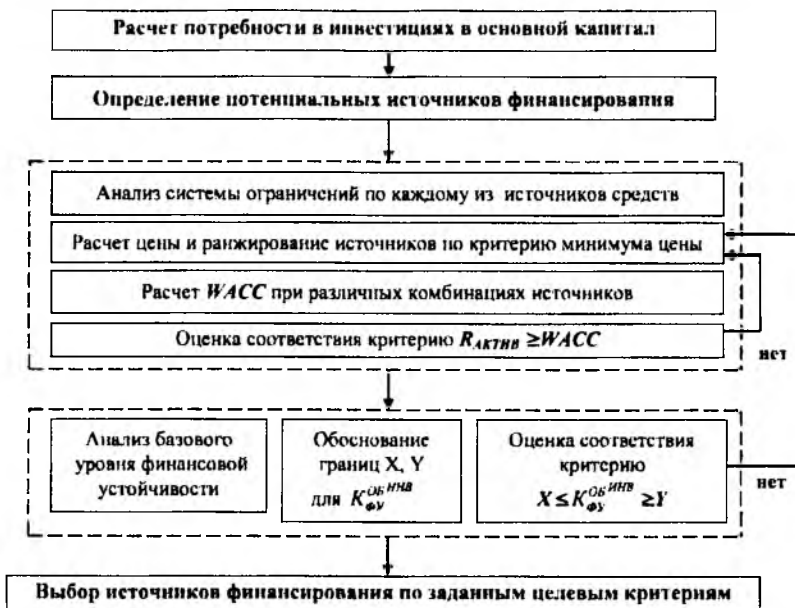 Расчет потребности в инвестициях в основной капитал
Определение потенциальных источников финансирования
Анализ системы ограничений по каждому из источников средств
Расчет цены и ранжирование источников по критерию минимума цены
Расчет WACC при различных комбинациях источников
Оценка соответствия критерию R_АКТИВ ≥WACC
нет
Анализ базового
уровня финансовой
устойчивости
Обоснование
границ X, Y
для K_ФУ^ОБ^ИНВ
Оценка соответствия
критерию
X ≤ K_ФУ^ОБ^ИНВ ≥Y
нет
Выбор источников финансирования по заданным целевым критериям